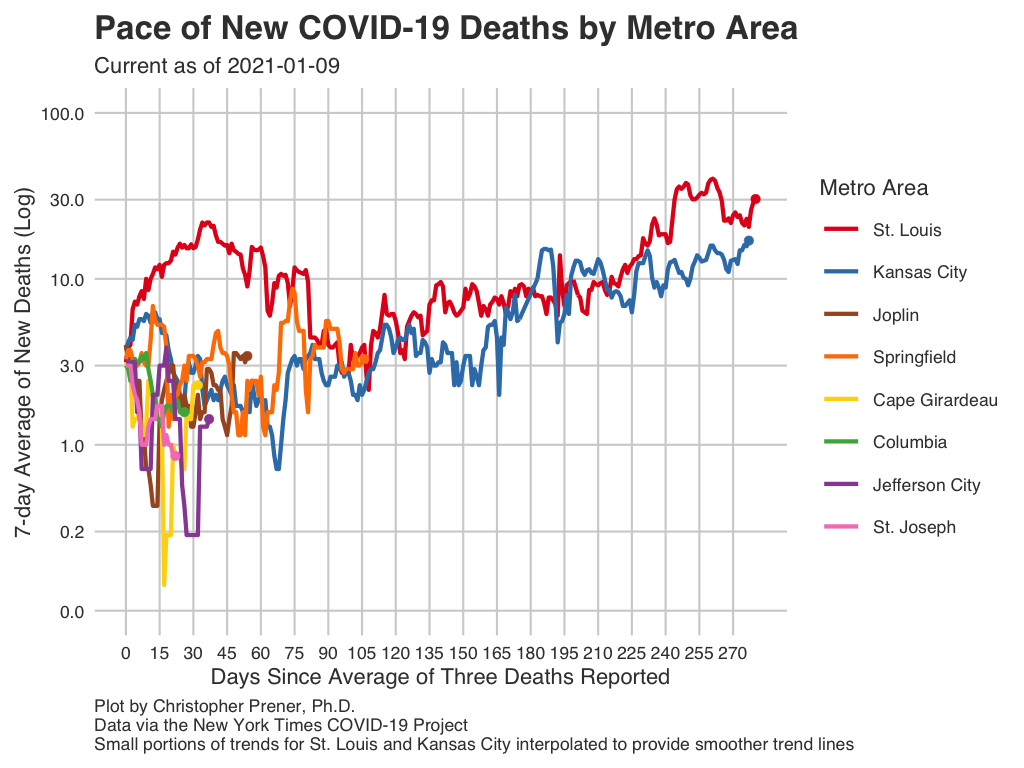 Pace of New COVID-19 Deaths by Metro Area
Current as of 2021-01-09
7-day Average of New Deaths (Log)
100.0
30.0
10.0
3.0
1.0
0.2
0.0
0 15 30 45 60 75 90 105 120 135 150 165 180 195 210 225 240 255 270
Days Since Average of Three Deaths Reported
Metro Area
St. Louis
Kansas City
Joplin
Springfield
Cape Girardeau
Columbia
Jefferson City
St. Joseph
Plot by Christopher Prener, Ph.D.
Data via the New York Times COVID-19 Project
Small portions of trends for St. Louis and Kansas City interpolated to provide smoother trend lines